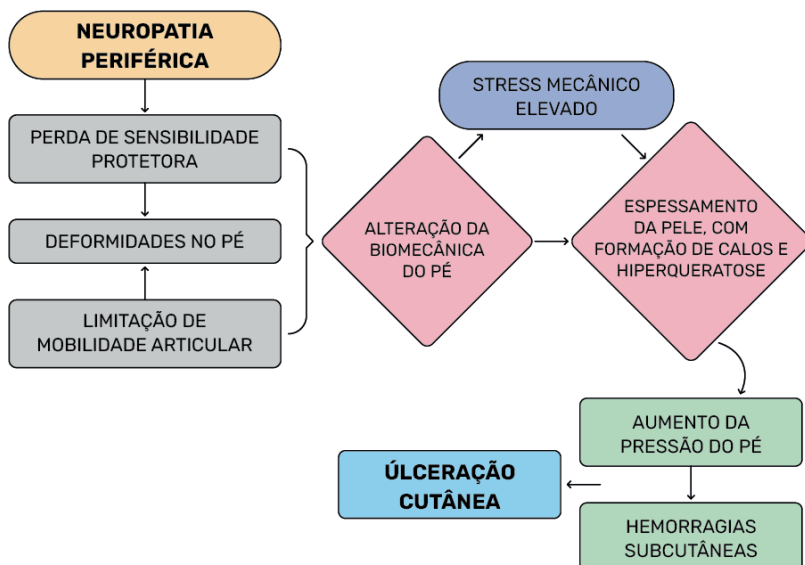 NEUROPATIA
PERIFÉRICA
PERDA DE SENSIBILIDADE
PROTETORA
DEFORMIDADES NO PÉ
LIMITAÇÃO DE
MOBILIDADE ARTICULAR
ALTERAÇÃO DA
BIOMECÂNICA
DO PÉ
STRESS MECÂNICO
ELEVADO
ESPESSAMENTO
DA PELE, COM
FORMAÇÃO DE CALOS E
HIPERQUERATOSE
AUMENTO DA
PRESSÃO DO PÉ
HEMORRAGIAS
SUBCUTÂNEAS
ÚLCERAÇÃO
CUTÂNEA